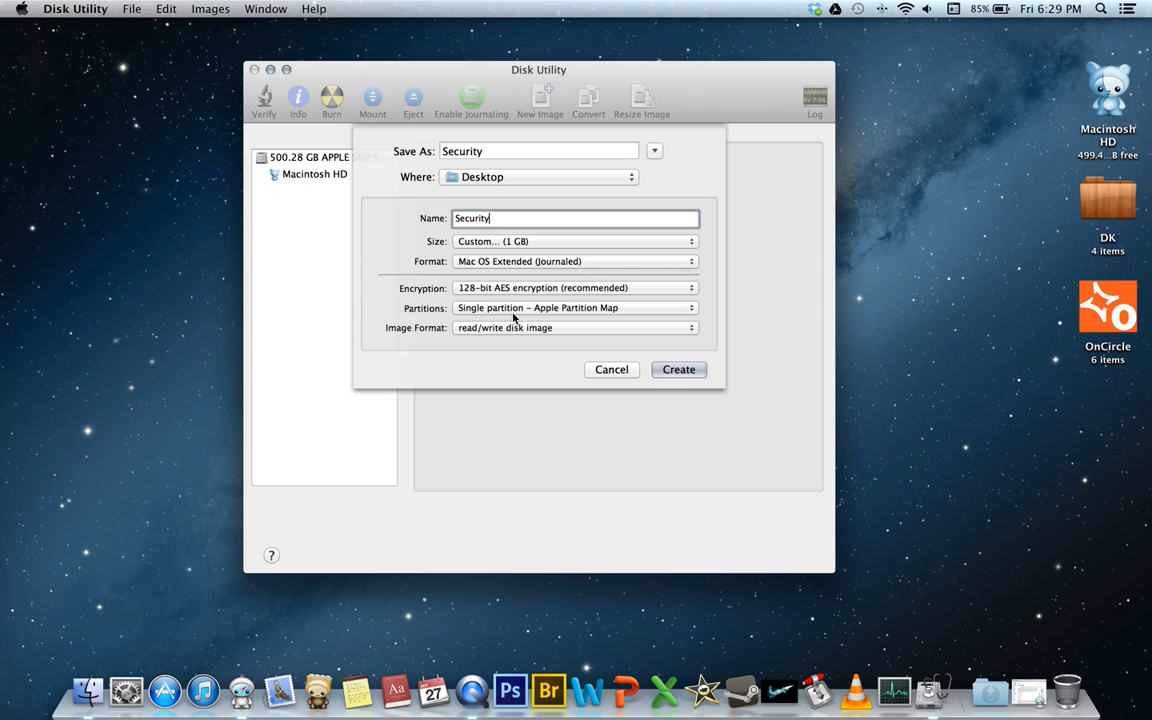 Disk Utility File Edit Images Window Help 85% Fri 6:29 PM
Disk Utility
Verify Info Burn Mount Eject Enable Journaling New Image Convert Resize Image Log
500.28 GB APPLE
Macintosh HD
Save As: Security
Where: Desktop
Name: Security
Size: Custom... (1 GB)
Format: Mac OS Extended (Journaled)
Encryption: 128-bit AES encryption (recommended)
Partitions: Single partition – Apple Partition Map
Image Format: read/write disk image
Cancel Create
?
Macintosh
HD
499.4...B free
DK
4 items
OnCircle
6 items
27
Ps
Br